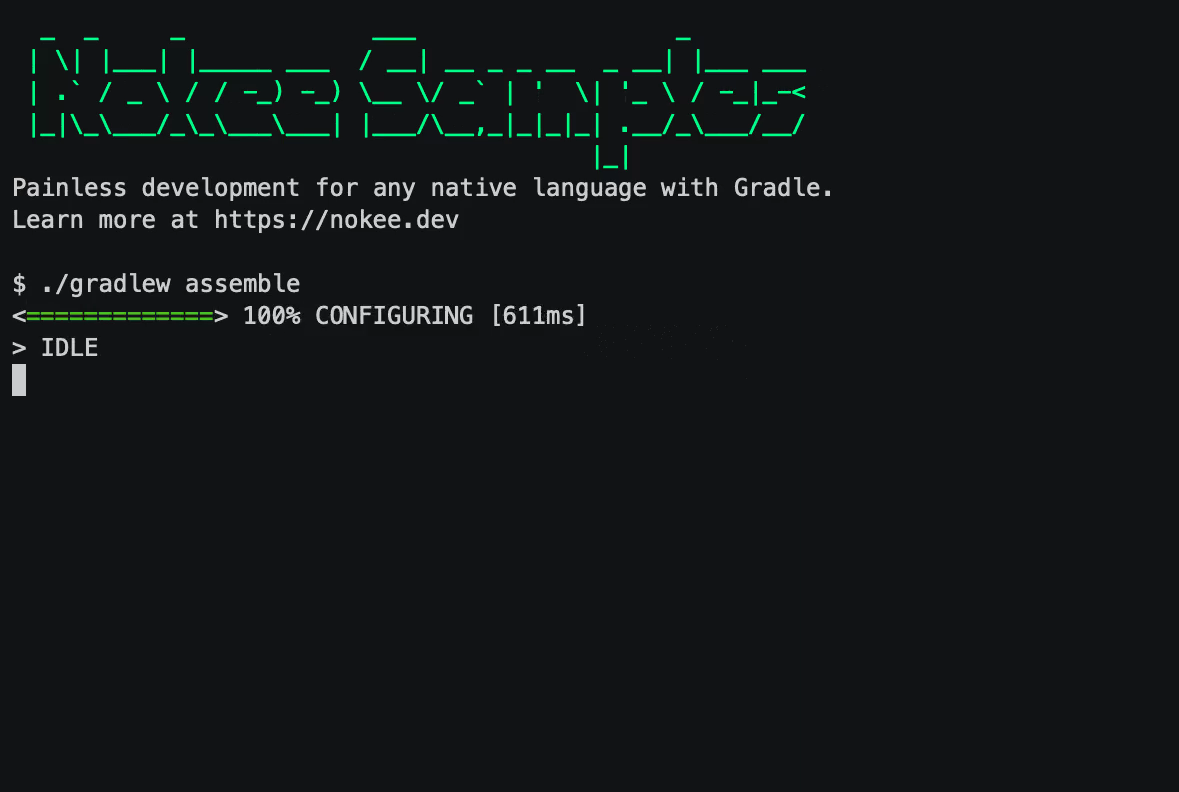 Nokee Samples
Painless development for any native language with Gradle.
Learn more at https://nokee.dev
$ ./gradlew assemble
<=============> 100% CONFIGURING [611ms]
> IDLE